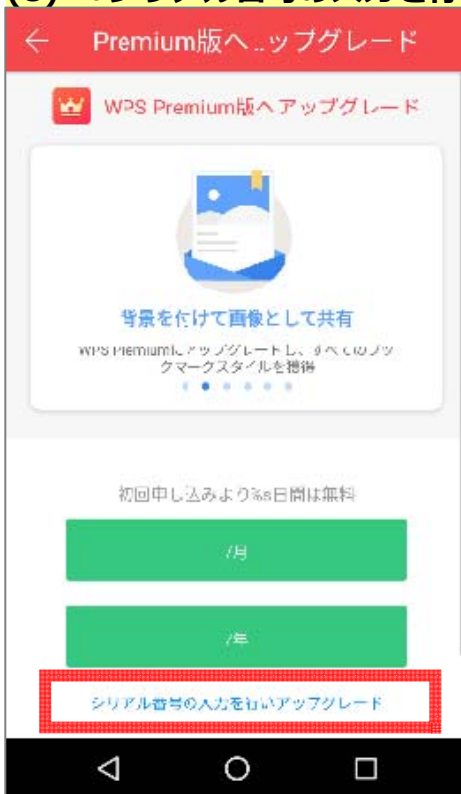 Premium版へ...ップグレード
WPS Premium版へアップグレード
背景を付けて画像として共有
WPS Premiumにアップグレードし、すべてのブッ
クマークスタイルを獲得
初回申し込みより%s日間は無料
/月
/年
シリアル番号の入力を行いアップグレード